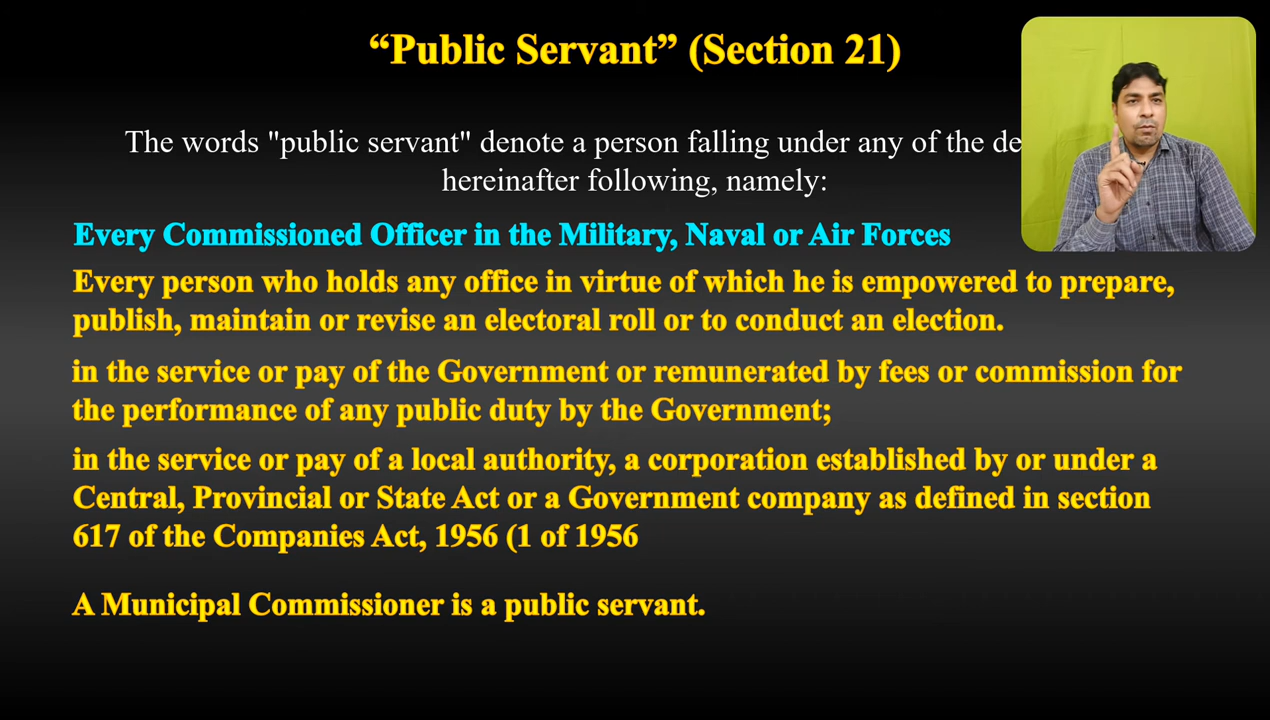 “Public Servant” (Section 21)
The words "public servant" denote a person falling under any of the
hereinafter following, namely:
Every Commissioned Officer in the Military, Naval or Air Forces
Every person who holds any office in virtue of which he is empowered to prepare,
publish, maintain or revise an electoral roll or to conduct an election.
in the service or pay of the Government or remunerated by fees or commission for
the performance of any public duty by the Government;
in the service or pay of a local authority, a corporation established by or under a
Central, Provincial or State Act or a Government company as defined in section
617 of the Companies Act, 1956 (1 of 1956
A Municipal Commissioner is a public servant.